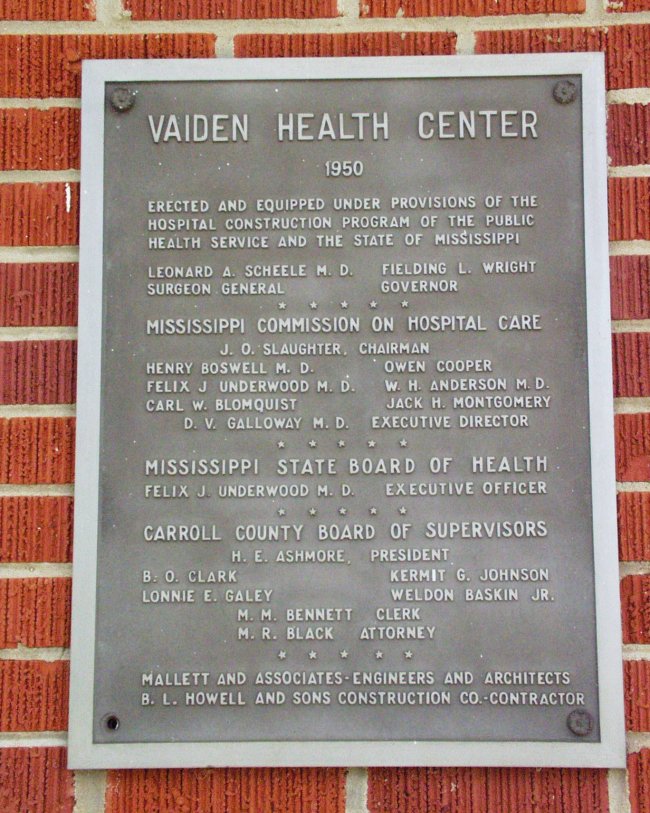 VAIDEN HEALTH CENTER
1950
ERECTED AND EQUIPPED UNDER PROVISIONS OF THE
HOSPITAL CONSTRUCTION PROGRAM OF THE PUBLIC
HEALTH SERVICE AND THE STATE OF MISSISSIPPI
LEONARD A. SCHEELE M. D. FIELDING L. WRIGHT
SURGEON GENERAL GOVERNOR
* * * * *
MISSISSIPPI COMMISSION ON HOSPITAL CARE
J. O. SLAUGHTER, CHAIRMAN
HENRY BOSWELL M. D. OWEN COOPER
FELIX J UNDERWOOD M. D. W. H. ANDERSON M. D.
CARL W. BLOMQUIST JACK H. MONTGOMERY
D. V. GALLOWAY M. D. EXECUTIVE DIRECTOR
* * * * *
MISSISSIPPI STATE BOARD OF HEALTH
FELIX J. UNDERWOOD M. D. EXECUTIVE OFFICER
* * * * *
CARROLL COUNTY BOARD OF SUPERVISORS
H. E. ASHMORE, PRESIDENT
B. O. CLARK KERMIT G. JOHNSON
LONNIE E. GALEY WELDON BASKIN JR.
M. M. BENNETT CLERK
M. R. BLACK ATTORNEY
* * * * *
MALLETT AND ASSOCIATES-ENGINEERS AND ARCHITECTS
B. L. HOWELL AND SONS CONSTRUCTION CO.-CONTRACTOR